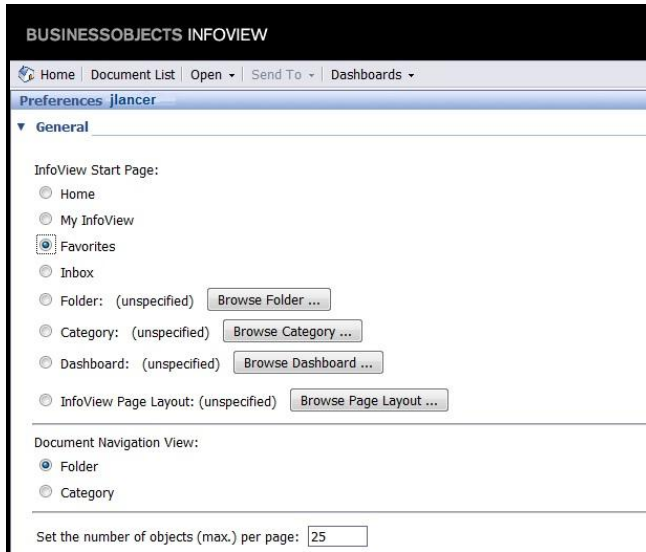 BUSINESSOBJECTS INFOVIEW
Home | Document List | Open | Send To | Dashboards
Preferences jlancer
General
InfoView Start Page:
Home
My InfoView
Favorites
Inbox
Folder: (unspecified) Browse Folder ...
Category: (unspecified) Browse Category ...
Dashboard: (unspecified) Browse Dashboard ...
InfoView Page Layout: (unspecified) Browse Page Layout ...
Document Navigation View:
Folder
Category
Set the number of objects (max.) per page: 25